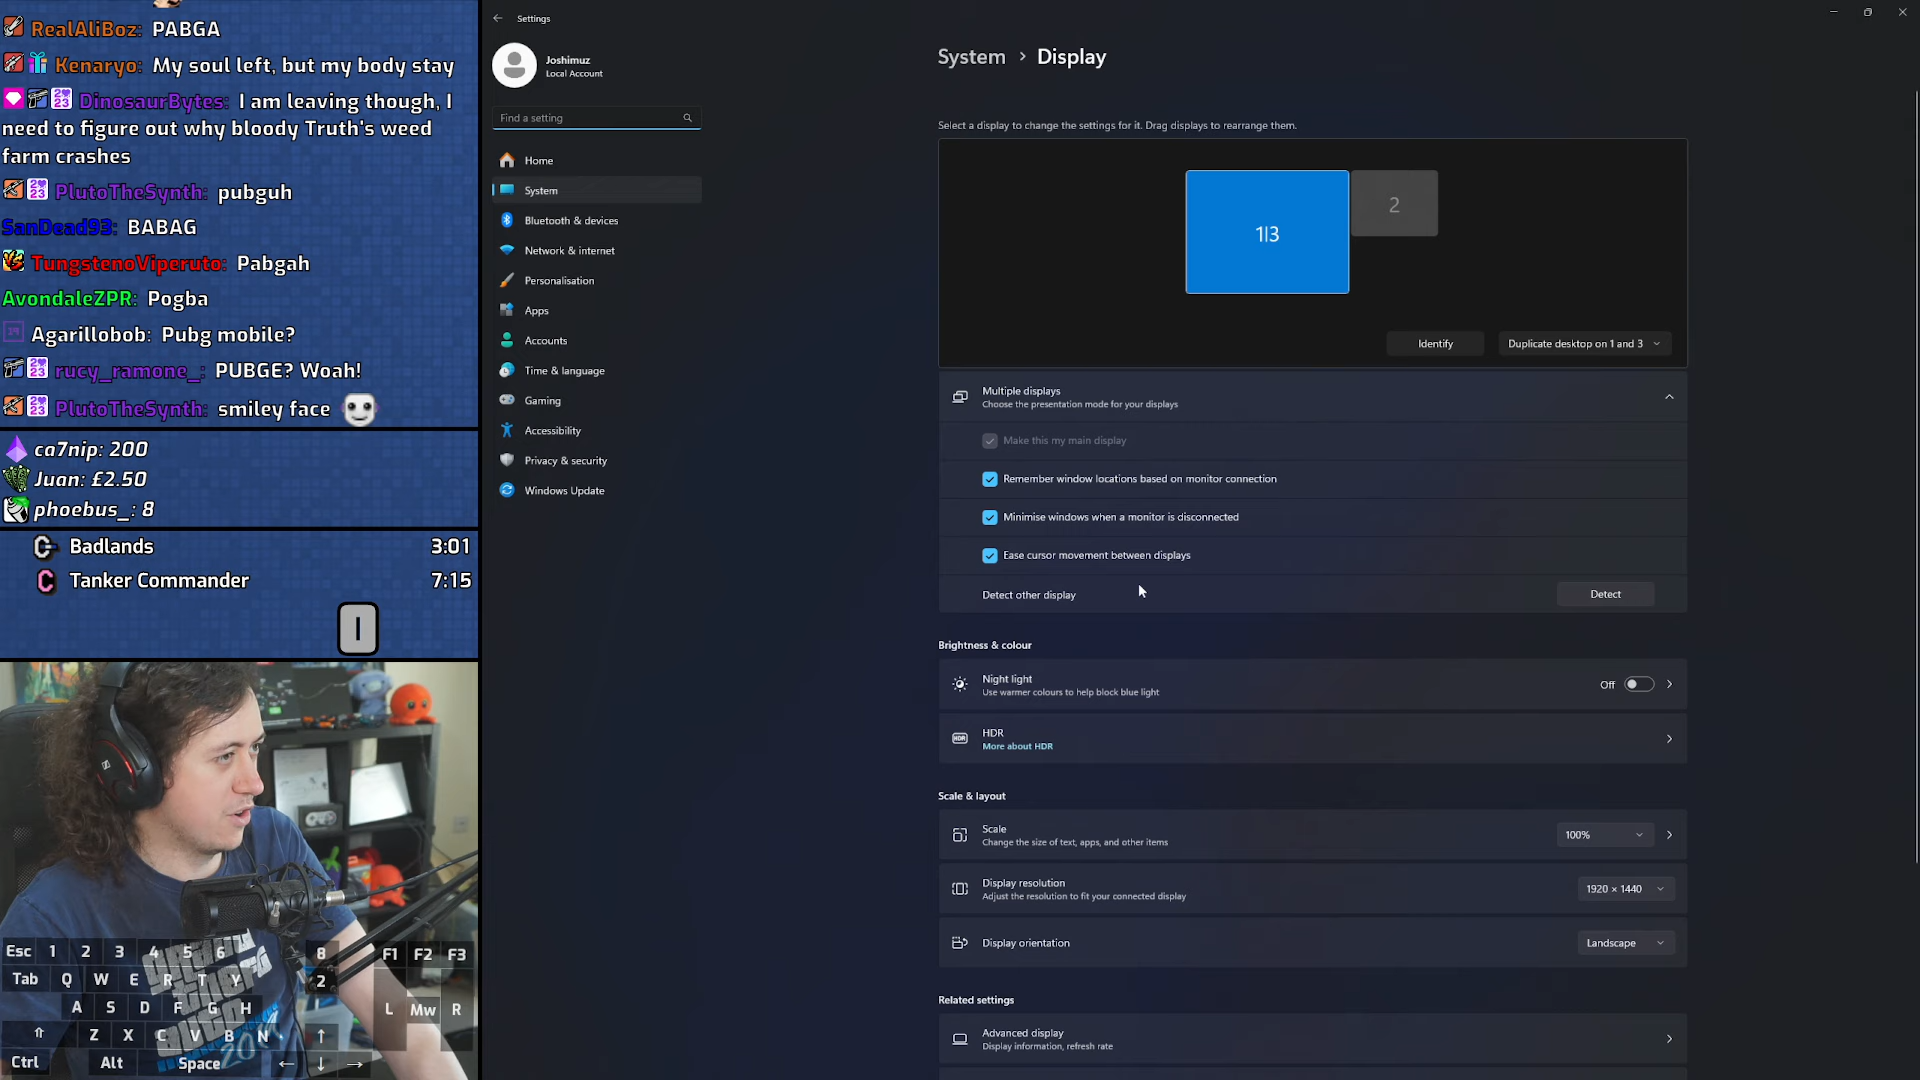 RealAliBoz: PABGA
Kenaryo: My soul left, but my body stay
DinosaurBytes: I am leaving though, I
need to figure out why bloody Truth's weed
farm crashes
PlutoTheSynth: pubguh
SanDead93: BABAG
TungstenoViperuto: Pabgah
AvondaleZPR: Pogba
Agarillobob: Pubg mobile?
rucy_ramone_: PUBGE? Woah!
PlutoTheSynth: smiley face
ca7nip: 200
Juan: £2.50
phoebus_: 8
Badlands 3:01
Tanker Commander 7:15
Esc 1 2 3 4 5 6 8 F1 F2 F3
Tab Q W E R T Y 2
A S D F G H L Mw R
⇧ Z X C V B N ↑
Ctrl Alt Space ← ↓ →
Settings
Joshimuz
Local Account
Find a setting
Home
System
Bluetooth & devices
Network & internet
Personalisation
Apps
Accounts
Time & language
Gaming
Accessibility
Privacy & security
Windows Update
System > Display
Select a display to change the settings for it. Drag displays to rearrange them.
1|3
2
Identify
Duplicate desktop on 1 and 3
Multiple displays
Choose the presentation mode for your displays
Make this my main display
Remember window locations based on monitor connection
Minimise windows when a monitor is disconnected
Ease cursor movement between displays
Detect other display
Detect
Brightness & colour
Night light
Use warmer colours to help block blue light
Off
HDR
HDR
More about HDR
Scale & layout
Scale
Change the size of text, apps, and other items
100%
Display resolution
Adjust the resolution to fit your connected display
1920 × 1440
Display orientation
Landscape
Related settings
Advanced display
Display information, refresh rate